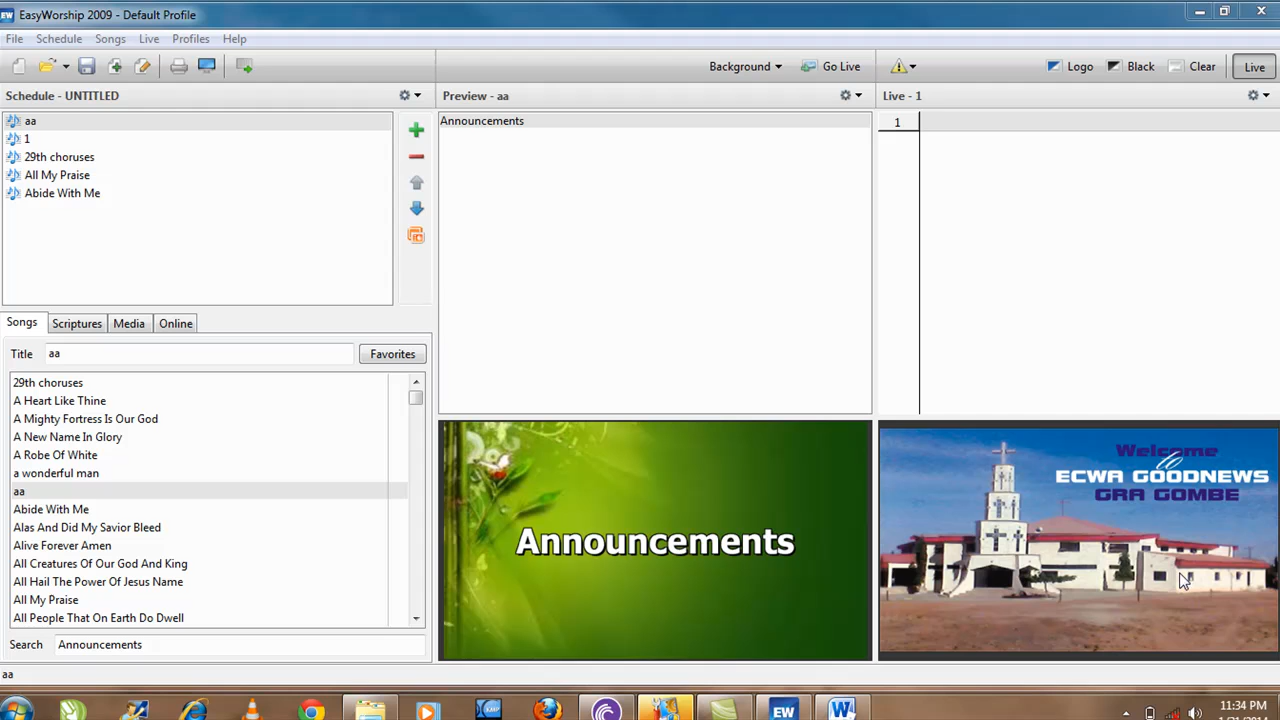 EasyWorship 2009 - Default Profile
File Schedule Songs Live Profiles Help
Background Go Live Logo Black Clear Live
Schedule - UNTITLED
aa
1
29th choruses
All My Praise
Abide With Me
Preview - aa
Announcements
Live - 1
1
Songs Scriptures Media Online
Title aa Favorites
29th choruses
A Heart Like Thine
A Mighty Fortress Is Our God
A New Name In Glory
A Robe Of White
a wonderful man
aa
Abide With Me
Alas And Did My Savior Bleed
Alive Forever Amen
All Creatures Of Our God And King
All Hail The Power Of Jesus Name
All My Praise
All People That On Earth Do Dwell
Search Announcements
Announcements
Welcome
to
ECWA GOODNEWS
GRA GOMBE
aa
11:34 PM